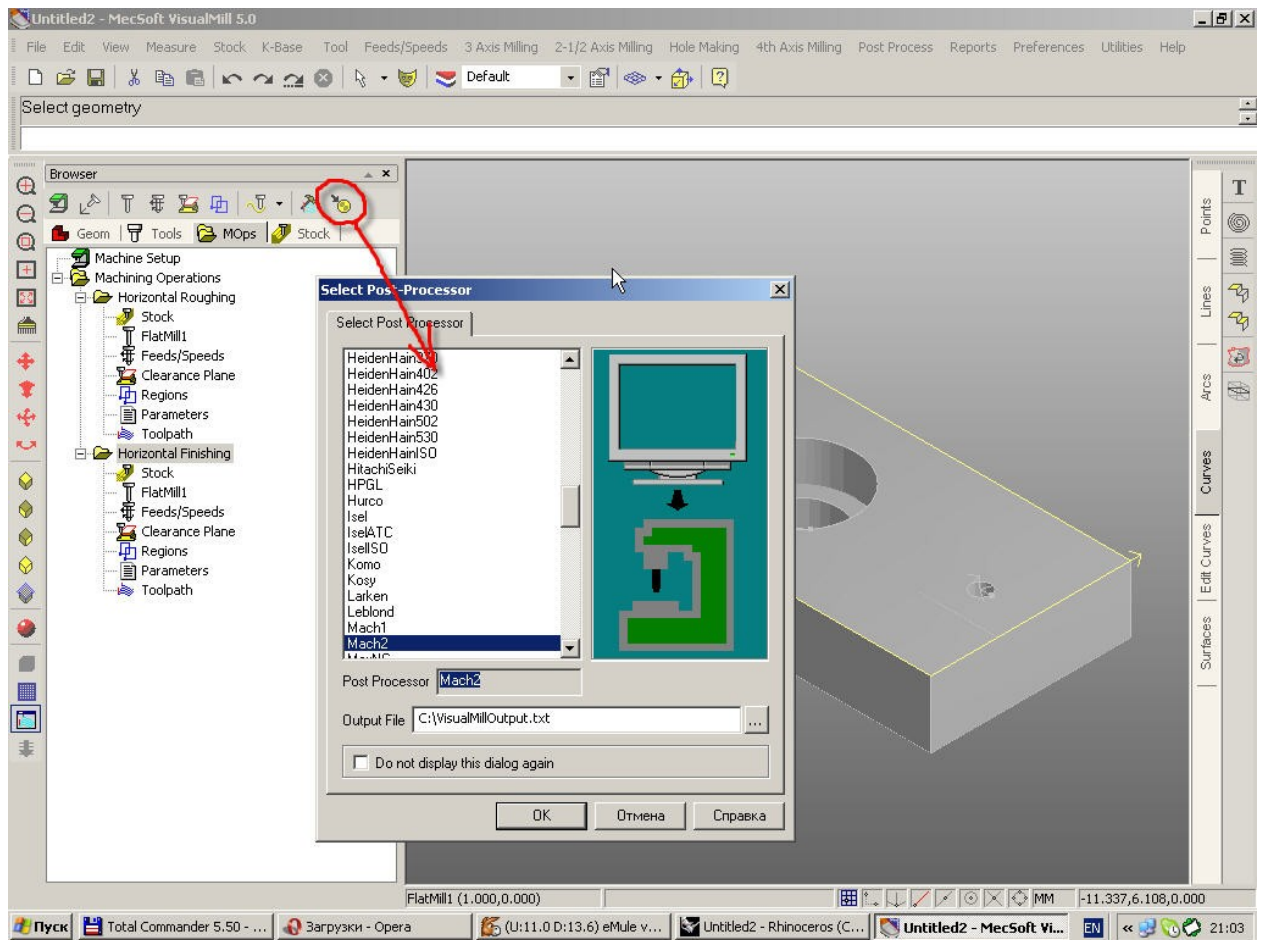 Untitled2 - MecSoft VisualMill 5.0
File Edit View Measure Stock K-Base Tool Feeds/Speeds 3 Axis Milling 2-1/2 Axis Milling Hole Making 4th Axis Milling Post Process Reports Preferences Utilities Help
Default
Select geometry
Browser
Geom Tools MOps Stock
Machine Setup
Machining Operations
Horizontal Roughing
Stock
FlatMill1
Feeds/Speeds
Clearance Plane
Regions
Parameters
Toolpath
Horizontal Finishing
Stock
FlatMill1
Feeds/Speeds
Clearance Plane
Regions
Parameters
Toolpath
Select Post-Processor
Select Post Processor
HeidenHain
HeidenHain402
HeidenHain426
HeidenHain430
HeidenHain502
HeidenHain530
HeidenHainISO
HitachiSeiki
HPGL
Hurco
Isel
IselATC
IselISO
Komo
Kosy
Larken
Leblond
Mach1
Mach2
Post Processor Mach2
Output File C:\VisualMillOutput.txt ...
Do not display this dialog again
OK Отмена Справка
Points
Lines
Arcs
Curves
Edit Curves
Surfaces
T
FlatMill1 (1.000,0.000) MM -11.337,6.108,0.000
Пуск Total Commander 5.50 - ... Загрузки - Opera (U:11.0 D:13.6) eMule v... Untitled2 - Rhinoceros (C... Untitled2 - MecSoft Vi... EN « 21:03